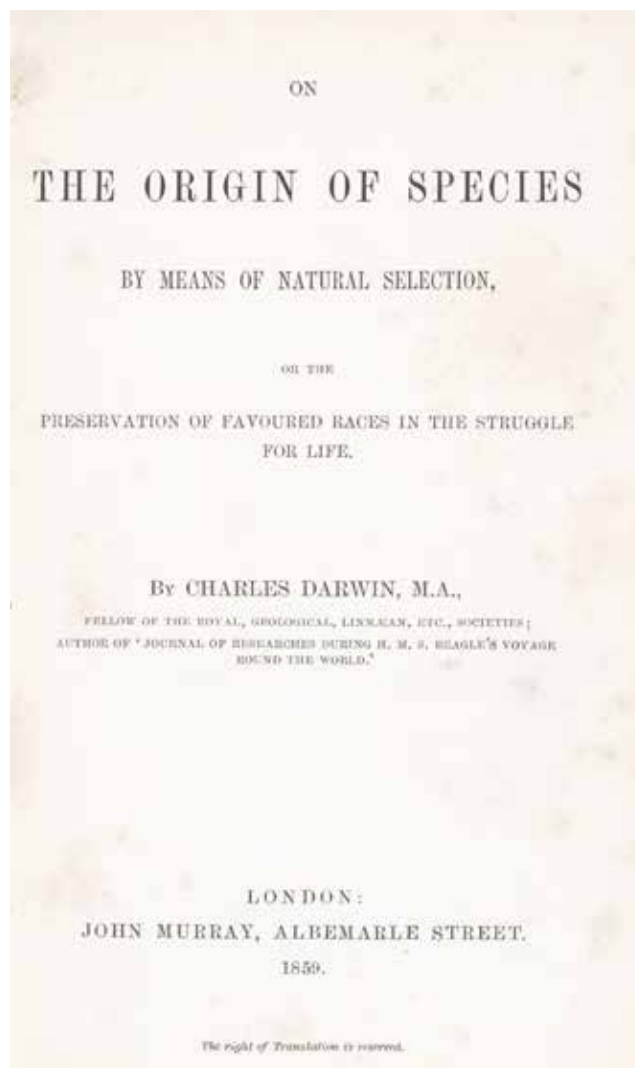 ON
THE ORIGIN OF SPECIES
BY MEANS OF NATURAL SELECTION,
OR THE
PRESERVATION OF FAVOURED RACES IN THE STRUGGLE
FOR LIFE.
BY CHARLES DARWIN, M.A.,
FELLOW OF THE ROYAL, GEOLOGICAL, LINNÆAN, ETC., SOCIETIES;
AUTHOR OF 'JOURNAL OF RESEARCHES DURING H. M. S. BEAGLE'S VOYAGE
ROUND THE WORLD.'
LONDON:
JOHN MURRAY, ALBEMARLE STREET.
1859.
The right of Translation is reserved.